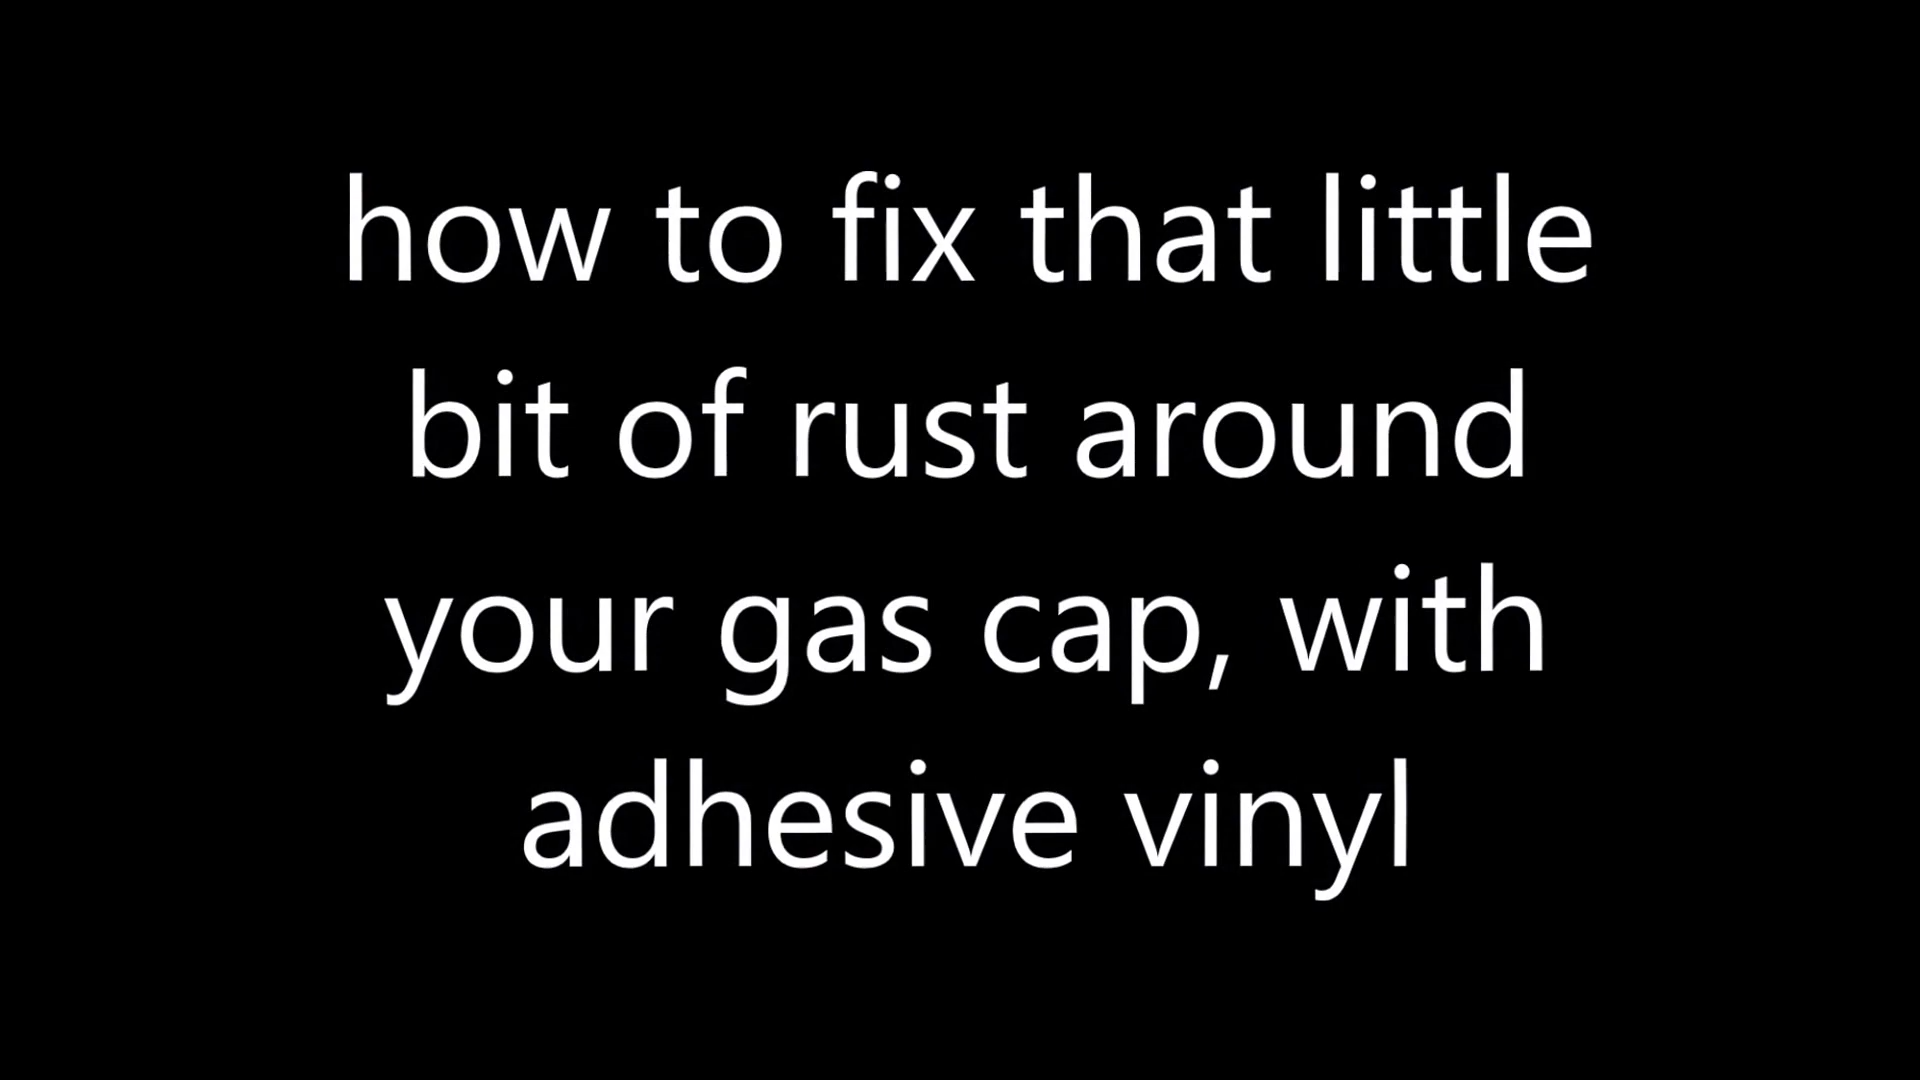 how to fix that little
bit of rust around
your gas cap, with
adhesive vinyl